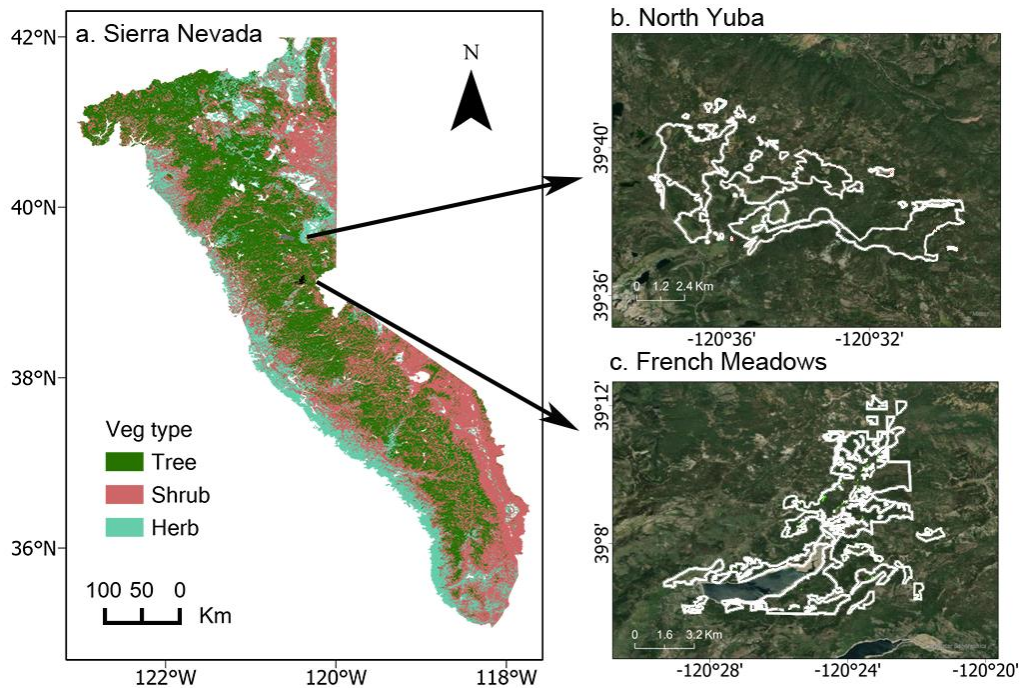 a. Sierra Nevada
42°N
40°N
38°N
36°N
122°W
120°W
118°W
N
Veg type
Tree
Shrub
Herb
100 50 0
Km
b. North Yuba
39°40'
39°36'
0 1.2 2.4 Km
-120°36'
-120°32'
c. French Meadows
39°12'
39°8'
0 1.6 3.2 Km
-120°28'
-120°24'
-120°20'